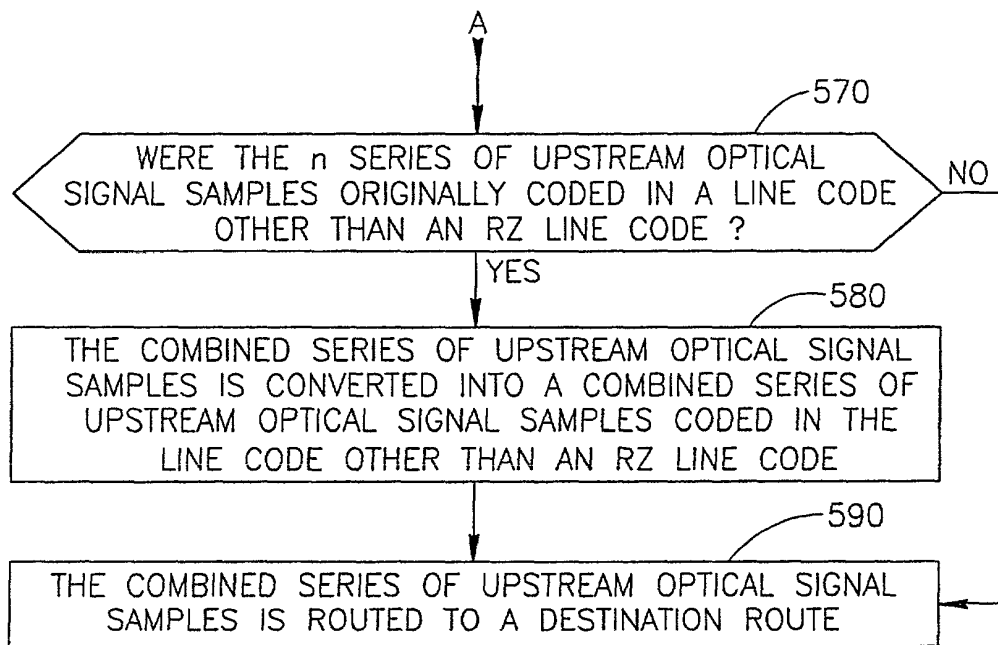 A
570
WERE THE n SERIES OF UPSTREAM OPTICAL
SIGNAL SAMPLES ORIGINALLY CODED IN A LINE CODE
OTHER THAN AN RZ LINE CODE ?
NO
YES
580
THE COMBINED SERIES OF UPSTREAM OPTICAL SIGNAL
SAMPLES IS CONVERTED INTO A COMBINED SERIES OF
UPSTREAM OPTICAL SIGNAL SAMPLES CODED IN THE
LINE CODE OTHER THAN AN RZ LINE CODE
590
THE COMBINED SERIES OF UPSTREAM OPTICAL SIGNAL
SAMPLES IS ROUTED TO A DESTINATION ROUTE